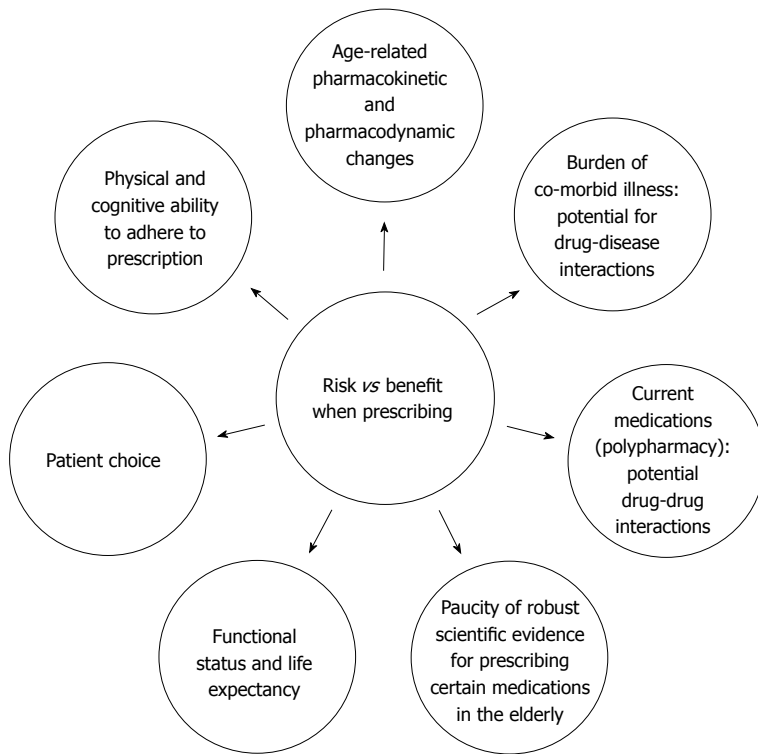 Age-related
pharmacokinetic
and
pharmacodynamic
changes
Burden of
co-morbid illness:
potential for
drug-disease
interactions
Current
medications
(polypharmacy):
potential
drug-drug
interactions
Paucity of robust
scientific evidence
for prescribing
certain medications
in the elderly
Functional
status and life
expectancy
Patient choice
Physical and
cognitive ability
to adhere to
prescription
Risk vs benefit
when prescribing